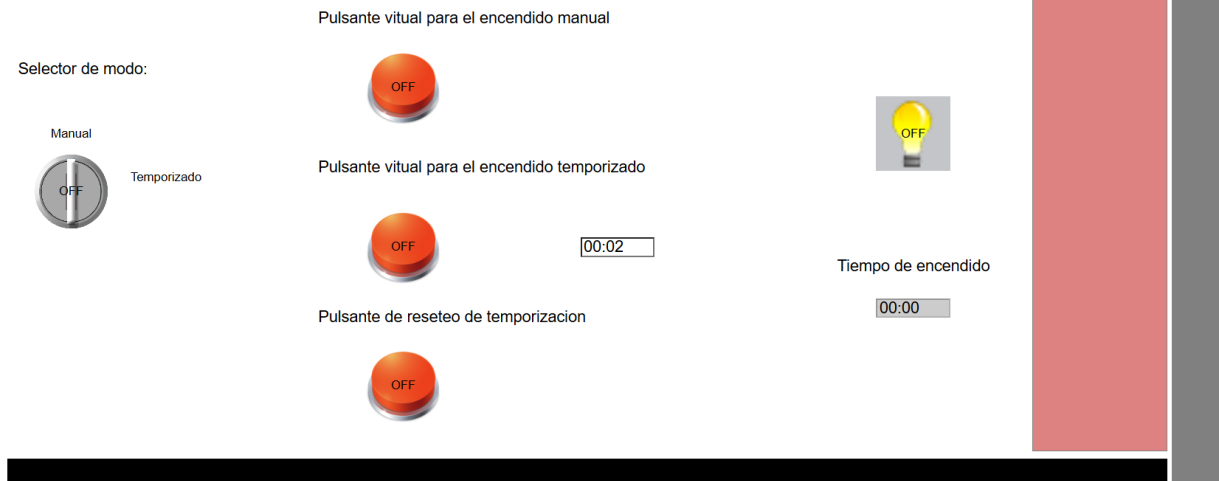 Pulsante vitual para el encendido manual
Selector de modo:
OFF
Manual
OFF
Temporizado
OFF
Pulsante vitual para el encendido temporizado
OFF
00:02
Tiempo de encendido
00:00
Pulsante de reseteo de temporizacion
OFF